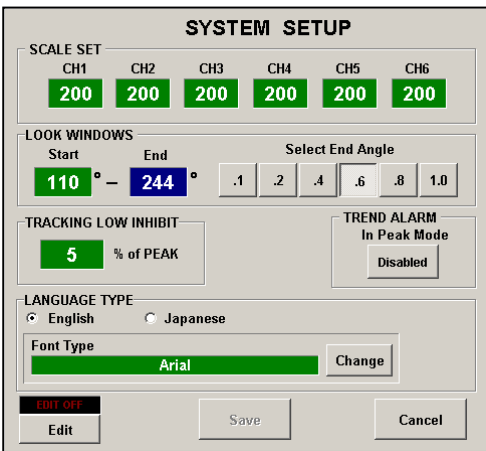 SYSTEM SETUP
SCALE SET
CH1 CH2 CH3 CH4 CH5 CH6
200 200 200 200 200 200
LOOK WINDOWS
Start End Select End Angle
110 ° – 244 ° .1 .2 .4 .6 .8 1.0
TRACKING LOW INHIBIT
5 % of PEAK
TREND ALARM
In Peak Mode
Disabled
LANGUAGE TYPE
English Japanese
Font Type
Arial Change
EDIT OFF
Edit Save Cancel